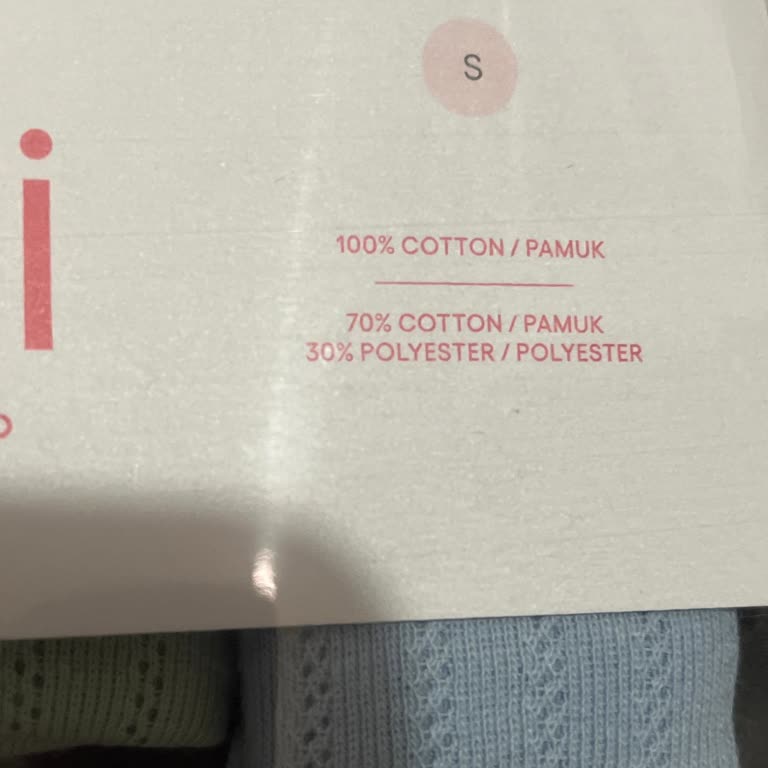 S
i
100% COTTON / PAMUK
70% COTTON / PAMUK
30% POLYESTER / POLYESTER